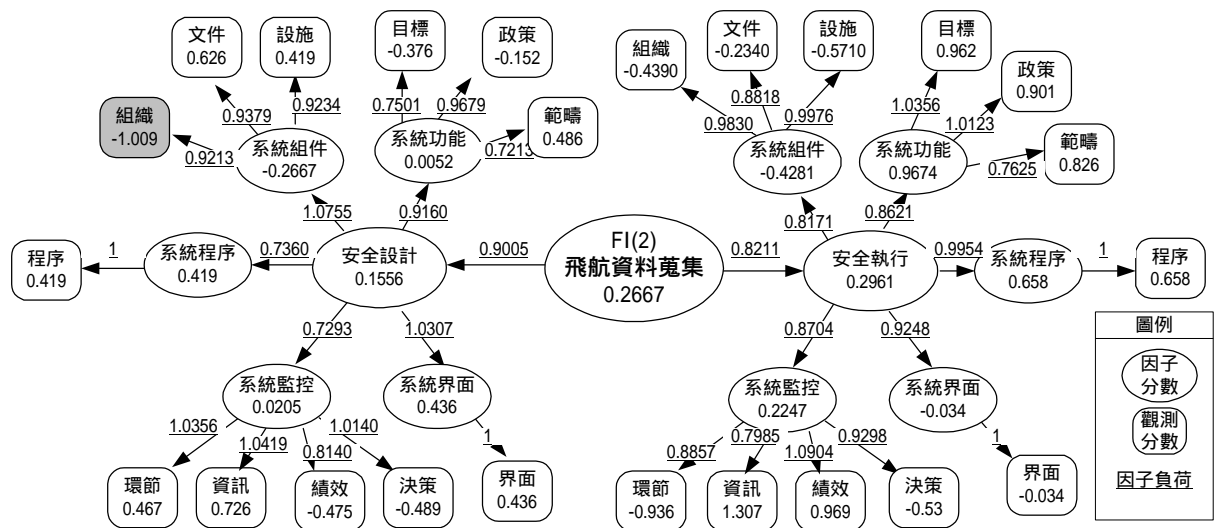 文件
0.626
設施
0.419
目標
-0.376
政策
-0.152
組織
-1.009
範疇
0.486
0.9379
0.9234
0.7501
0.9679
0.9213
0.7213
系統組件
-0.2667
系統功能
0.0052
1.0755
0.9160
程序
0.419
1
系統程序
0.419
0.7360
安全設計
0.1556
0.9005
FI(2)
飛航資料蒐集
0.2667
0.7293
1.0307
系統監控
0.0205
系統界面
0.436
1.0356
1.0419
0.8140
1.0140
1
環節
0.467
資訊
0.726
績效
-0.475
決策
-0.489
界面
0.436
組織
-0.4390
文件
-0.2340
設施
-0.5710
目標
0.962
政策
0.901
範疇
0.826
0.9830
0.8818
0.9976
1.0356
1.0123
0.7625
系統組件
-0.4281
系統功能
0.9674
0.8171
0.8621
0.8211
安全執行
0.2961
0.9954
系統程序
0.658
1
程序
0.658
0.8704
0.9248
系統監控
0.2247
系統界面
-0.034
0.8857
0.7985
1.0904
0.9298
1
環節
-0.936
資訊
1.307
績效
0.969
決策
-0.53
界面
-0.034
圖例
因子
分數
觀測
分數
因子負荷